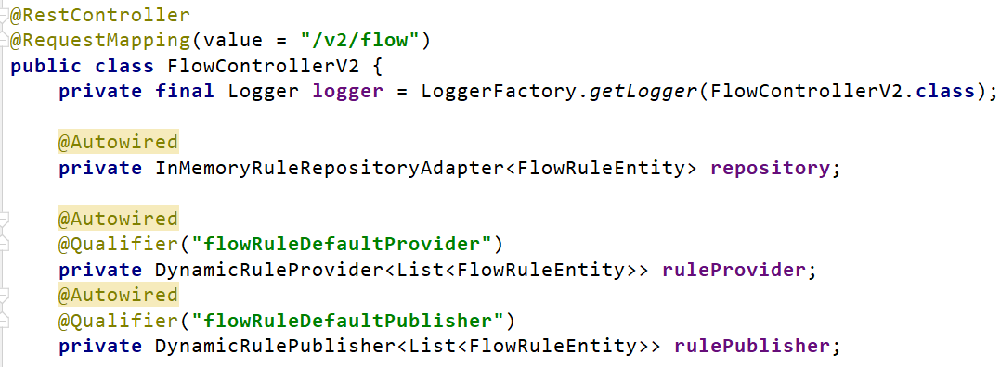 @RestController
@RequestMapping(value = "/v2/flow")
public class FlowControllerV2 {
    private final Logger logger = LoggerFactory.getLogger(FlowControllerV2.class);
    @Autowired
    private InMemoryRuleRepositoryAdapter<FlowRuleEntity> repository;
    @Autowired
    @Qualifier("flowRuleDefaultProvider")
    private DynamicRuleProvider<List<FlowRuleEntity>> ruleProvider;
    @Autowired
    @Qualifier("flowRuleDefaultPublisher")
    private DynamicRulePublisher<List<FlowRuleEntity>> rulePublisher;